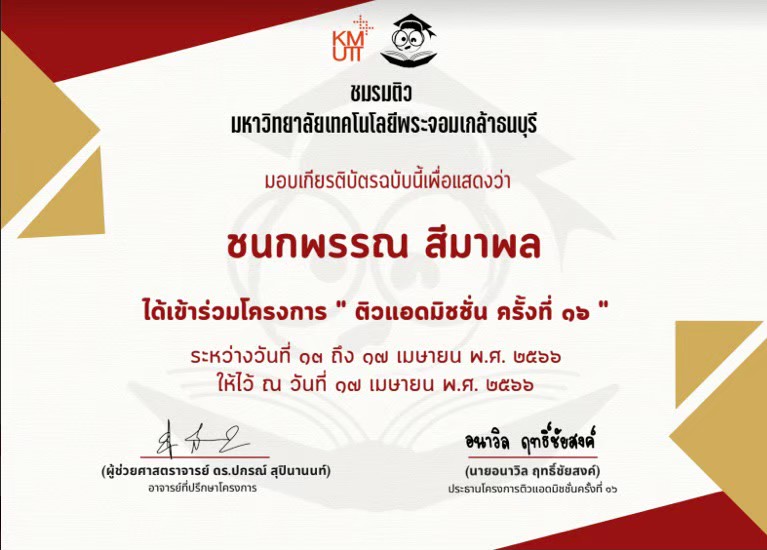 KM
UTT
ชมรมติว
มหาวิทยาลัยเทคโนโลยีพระจอมเกล้าธนบุรี
มอบเกียรติบัตรฉบับนี้เพื่อแสดงว่า
ชนกพรรณ สีมาพล
ได้เข้าร่วมโครงการ " ติวแอดมิชชั่น ครั้งที่ ๑๖ "
ระหว่างวันที่ ๑๓ ถึง ๑๗ เมษายน พ.ศ. ๒๕๖๖
ให้ไว้ ณ วันที่ ๑๗ เมษายน พ.ศ. ๒๕๖๖
อนาวิล ฤทธิ์ชัยสงค์
(ผู้ช่วยศาสตราจารย์ ดร.ปกรณ์ สุปินานนท์)
(นายอนาวิล ฤทธิ์ชัยสงค์)
อาจารย์ที่ปรึกษาโครงการ
ประธานโครงการติวแอดมิชชั่นครั้งที่ ๑๖